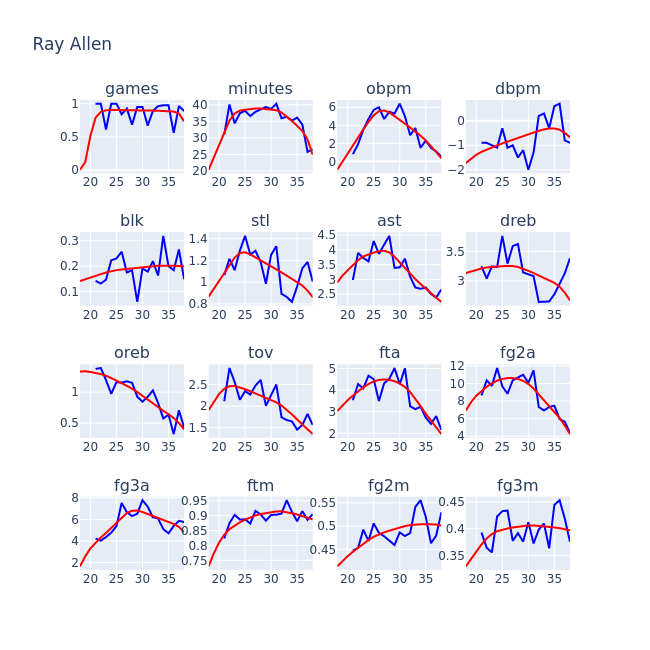 Ray Allen
games minutes obpm dbpm
1 0.5 0 20 25 30 35
40 35 30 25 20 20 25 30 35
6 4 2 0 20 25 30 35
0 −1 −2 20 25 30 35
blk stl ast dreb
0.3 0.2 0.1 20 25 30 35
1.4 1.2 1 0.8 20 25 30 35
4.5 4 3.5 3 2.5 20 25 30 35
3.5 3 20 25 30 35
oreb tov fta fg2a
1 0.5 20 25 30 35
2.5 2 1.5 20 25 30 35
5 4 3 2 20 25 30 35
12 10 8 6 4 20 25 30 35
fg3a ftm fg2m fg3m
8 6 4 2 20 25 30 35
0.95 0.9 0.85 0.8 0.75 20 25 30 35
0.55 0.5 0.45 20 25 30 35
0.45 0.4 0.35 20 25 30 35